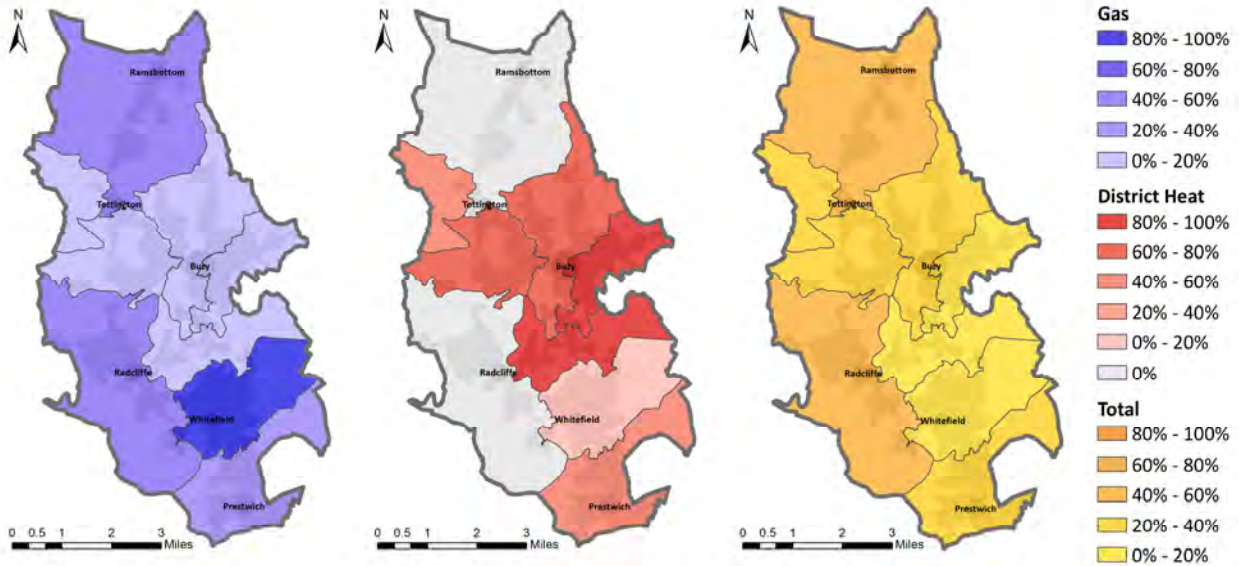 N
Ramsbottom
Tottington
Bury
Radcliffe
Whitefield
Prestwich
0 0.5 1 2 3
Miles
N
Ramsbottom
Tottington
Bury
Radcliffe
Whitefield
Prestwich
0 0.5 1 2 3
Miles
N
Ramsbottom
Tottington
Bury
Radcliffe
Whitefield
Prestwich
0 0.5 1 2 3
Miles
Gas
80% - 100%
60% - 80%
40% - 60%
20% - 40%
0% - 20%
District Heat
80% - 100%
60% - 80%
40% - 60%
20% - 40%
0% - 20%
0%
Total
80% - 100%
60% - 80%
40% - 60%
20% - 40%
0% - 20%